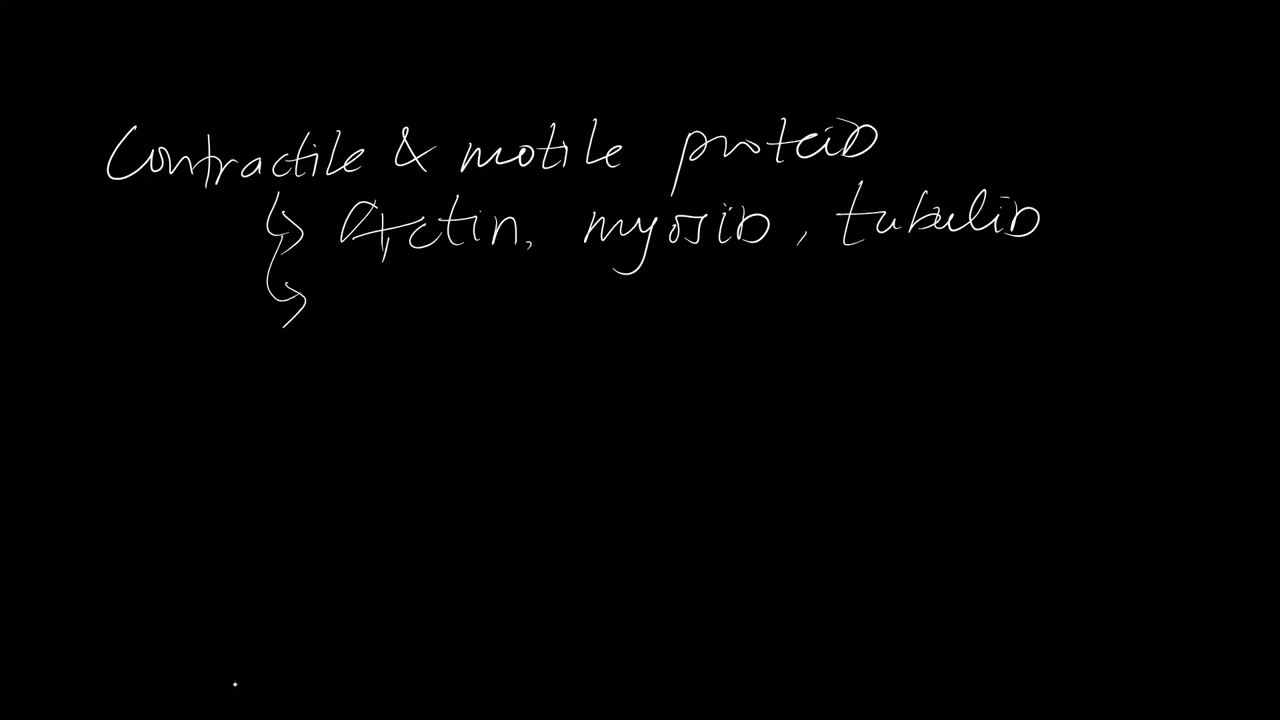 Contractile & motile protein
↳ Actin, myosin, tubulin
↳